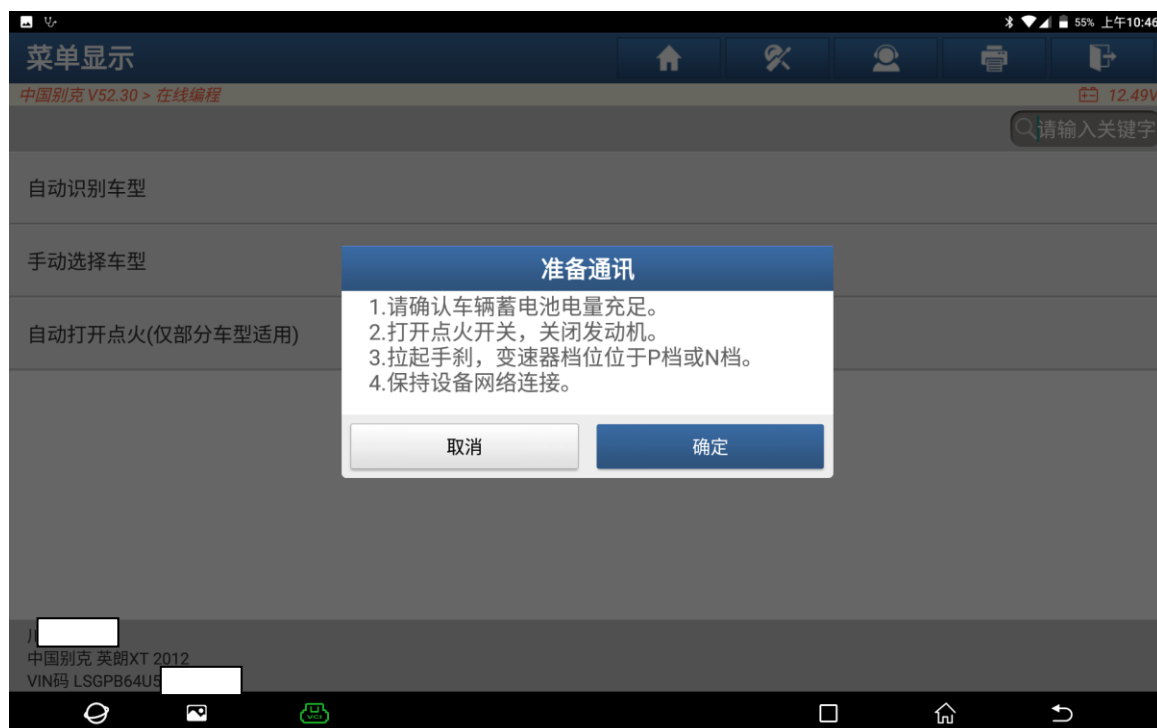 55% 上午10:46
菜单显示
中国别克 V52.30 > 在线编程
12.49V
请输入关键字
自动识别车型
手动选择车型
自动打开点火(仅部分车型适用)
准备通讯
1.请确认车辆蓄电池电量充足。
2.打开点火开关，关闭发动机。
3.拉起手刹，变速器档位位于P档或N档。
4.保持设备网络连接。
取消
确定
川
中国别克 英朗XT 2012
VIN码 LSGPB64U5
VCI